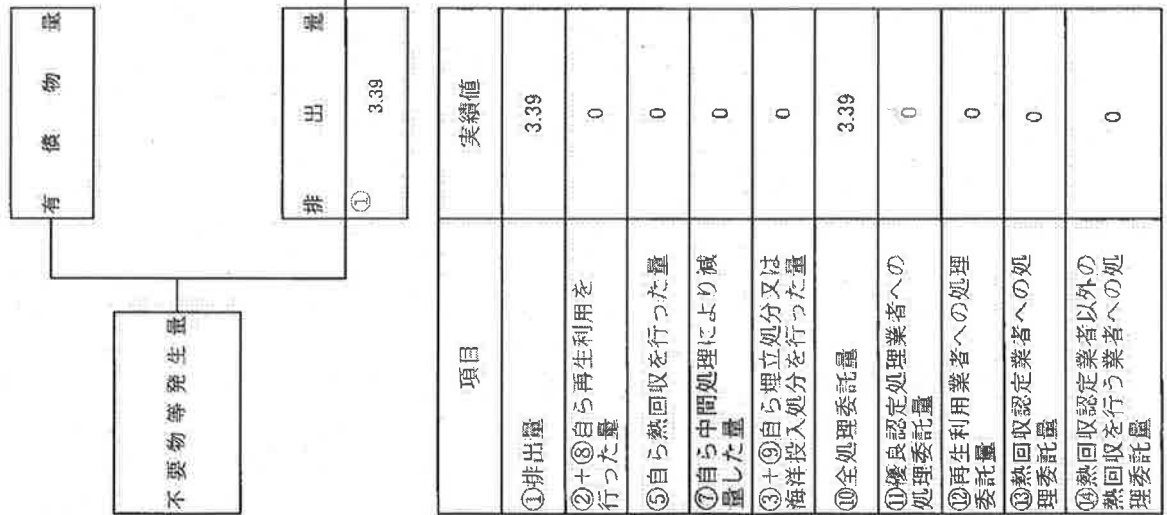 有償物量
不要物等発生量
排出量
① 3.39
項目 実績値
①排出量 3.39
②+⑧自ら再生利用を
行った量 0
⑤自ら熱回収を行った量 0
⑦自ら中間処理により減
量した量 0
③+⑨自ら埋立処分又は
海洋投入処分を行った量 0
⑩全処理委託量 3.39
⑪優良認定処理業者への
処理委託量 0
⑫再生利用業者への処理
委託量 0
⑬熱回収認定業者への処
理委託量 0
⑭熱回収認定業者以外の
熱回収を行う業者への処
理委託量 0